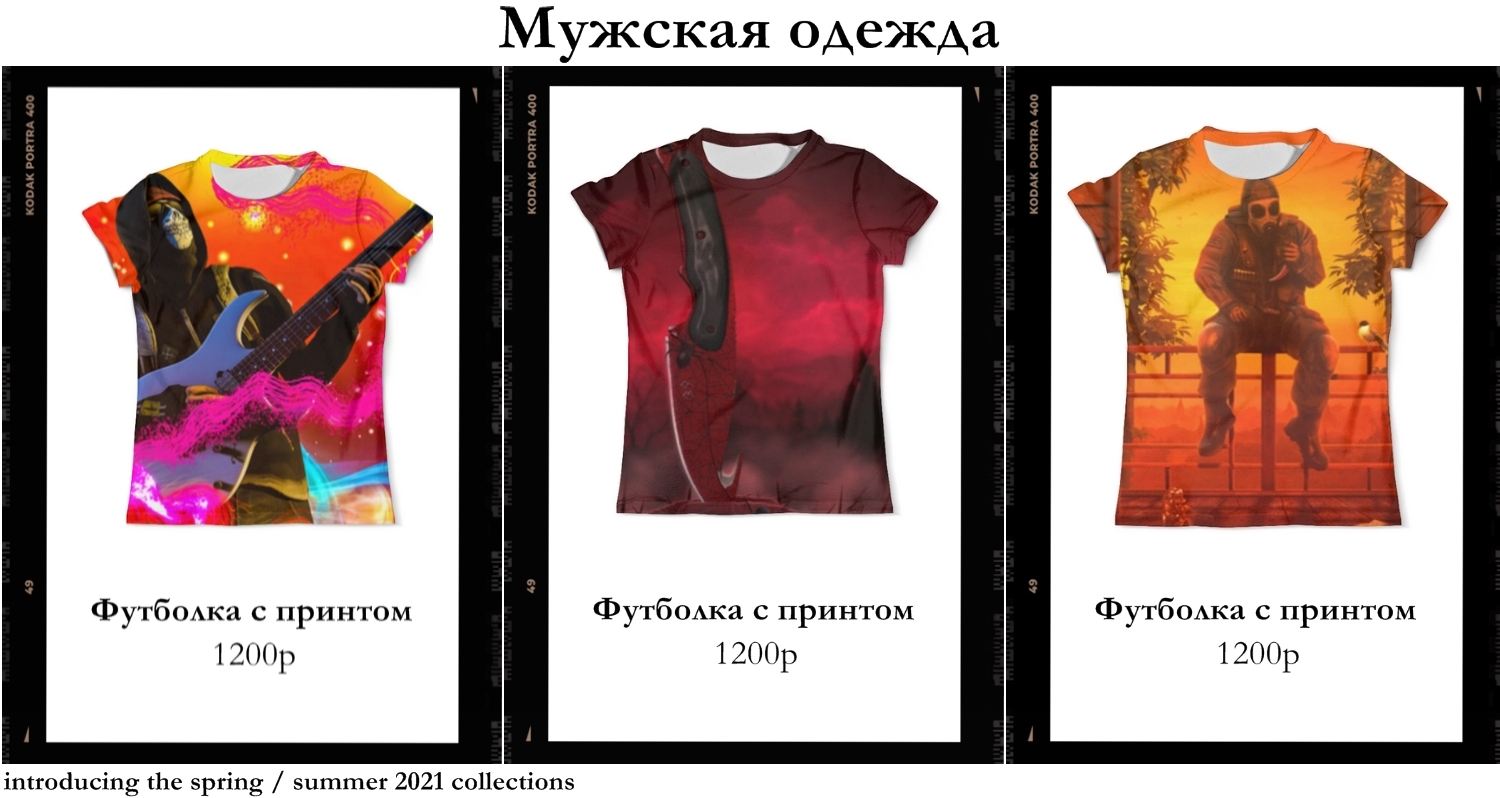 Мужская одежда
KODAK PORTRA 400
49
Футболка с принтом
1200р
KODAK PORTRA 400
49
Футболка с принтом
1200р
KODAK PORTRA 400
49
Футболка с принтом
1200р
introducing the spring / summer 2021 collections